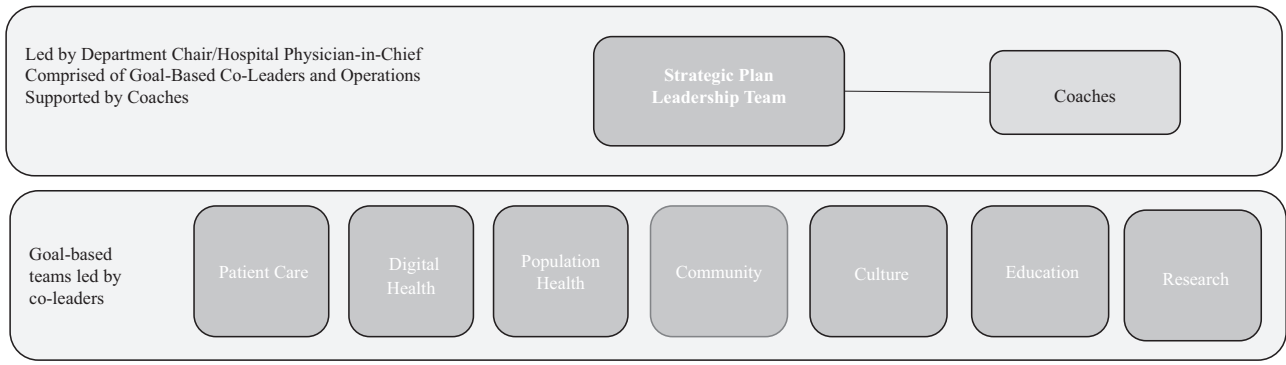 Led by Department Chair/Hospital Physician-in-Chief
Comprised of Goal-Based Co-Leaders and Operations
Supported by Coaches
Strategic Plan
Leadership Team
Coaches
Goal-based
teams led by
co-leaders
Patient Care
Digital
Health
Population
Health
Community
Culture
Education
Research